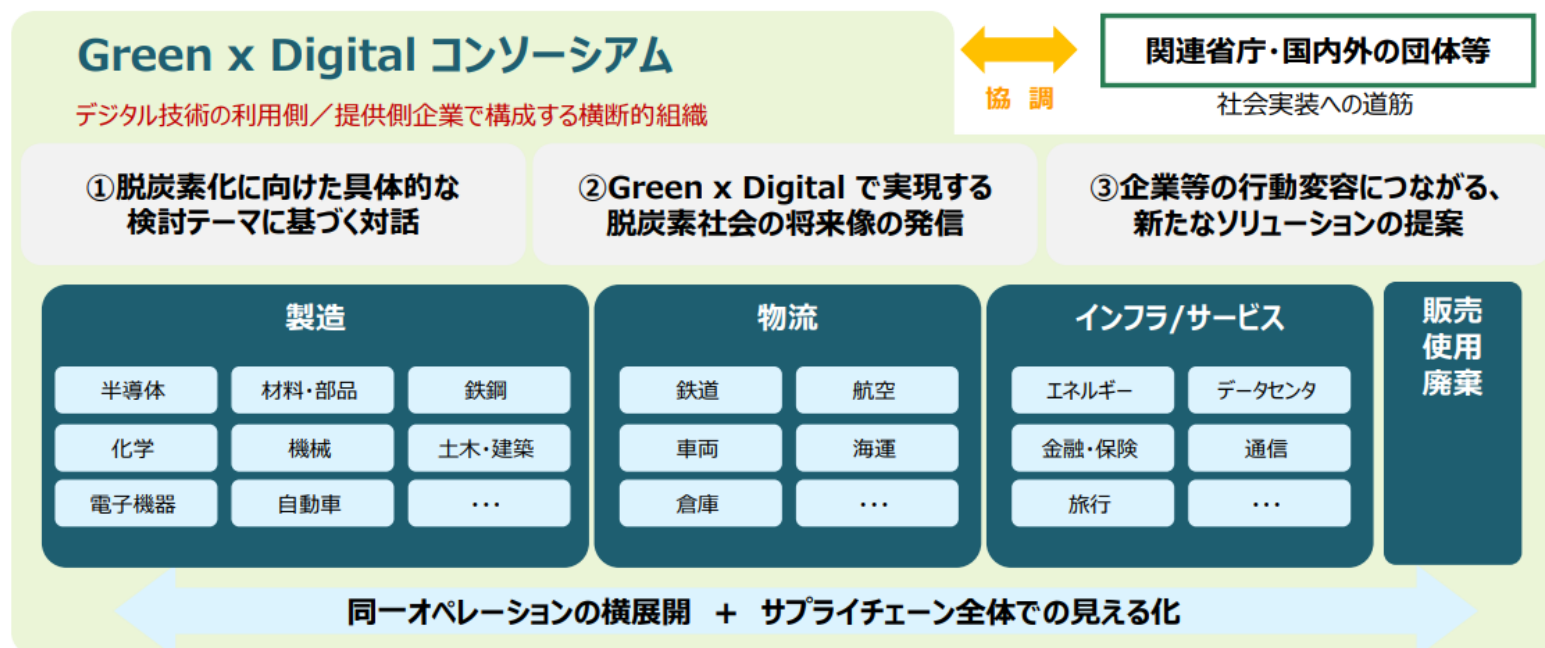 Green x Digital コンソーシアム
デジタル技術の利用側／提供側企業で構成する横断的組織
協 調
関連省庁・国内外の団体等
社会実装への道筋
①脱炭素化に向けた具体的な
検討テーマに基づく対話
②Green x Digital で実現する
脱炭素社会の将来像の発信
③企業等の行動変容につながる、
新たなソリューションの提案
製造
半導体
材料・部品
鉄鋼
化学
機械
土木・建築
電子機器
自動車
･･･
物流
鉄道
航空
車両
海運
倉庫
･･･
インフラ/サービス
エネルギー
データセンタ
金融・保険
通信
旅行
･･･
販売
使用
廃棄
同一オペレーションの横展開 + サプライチェーン全体での見える化